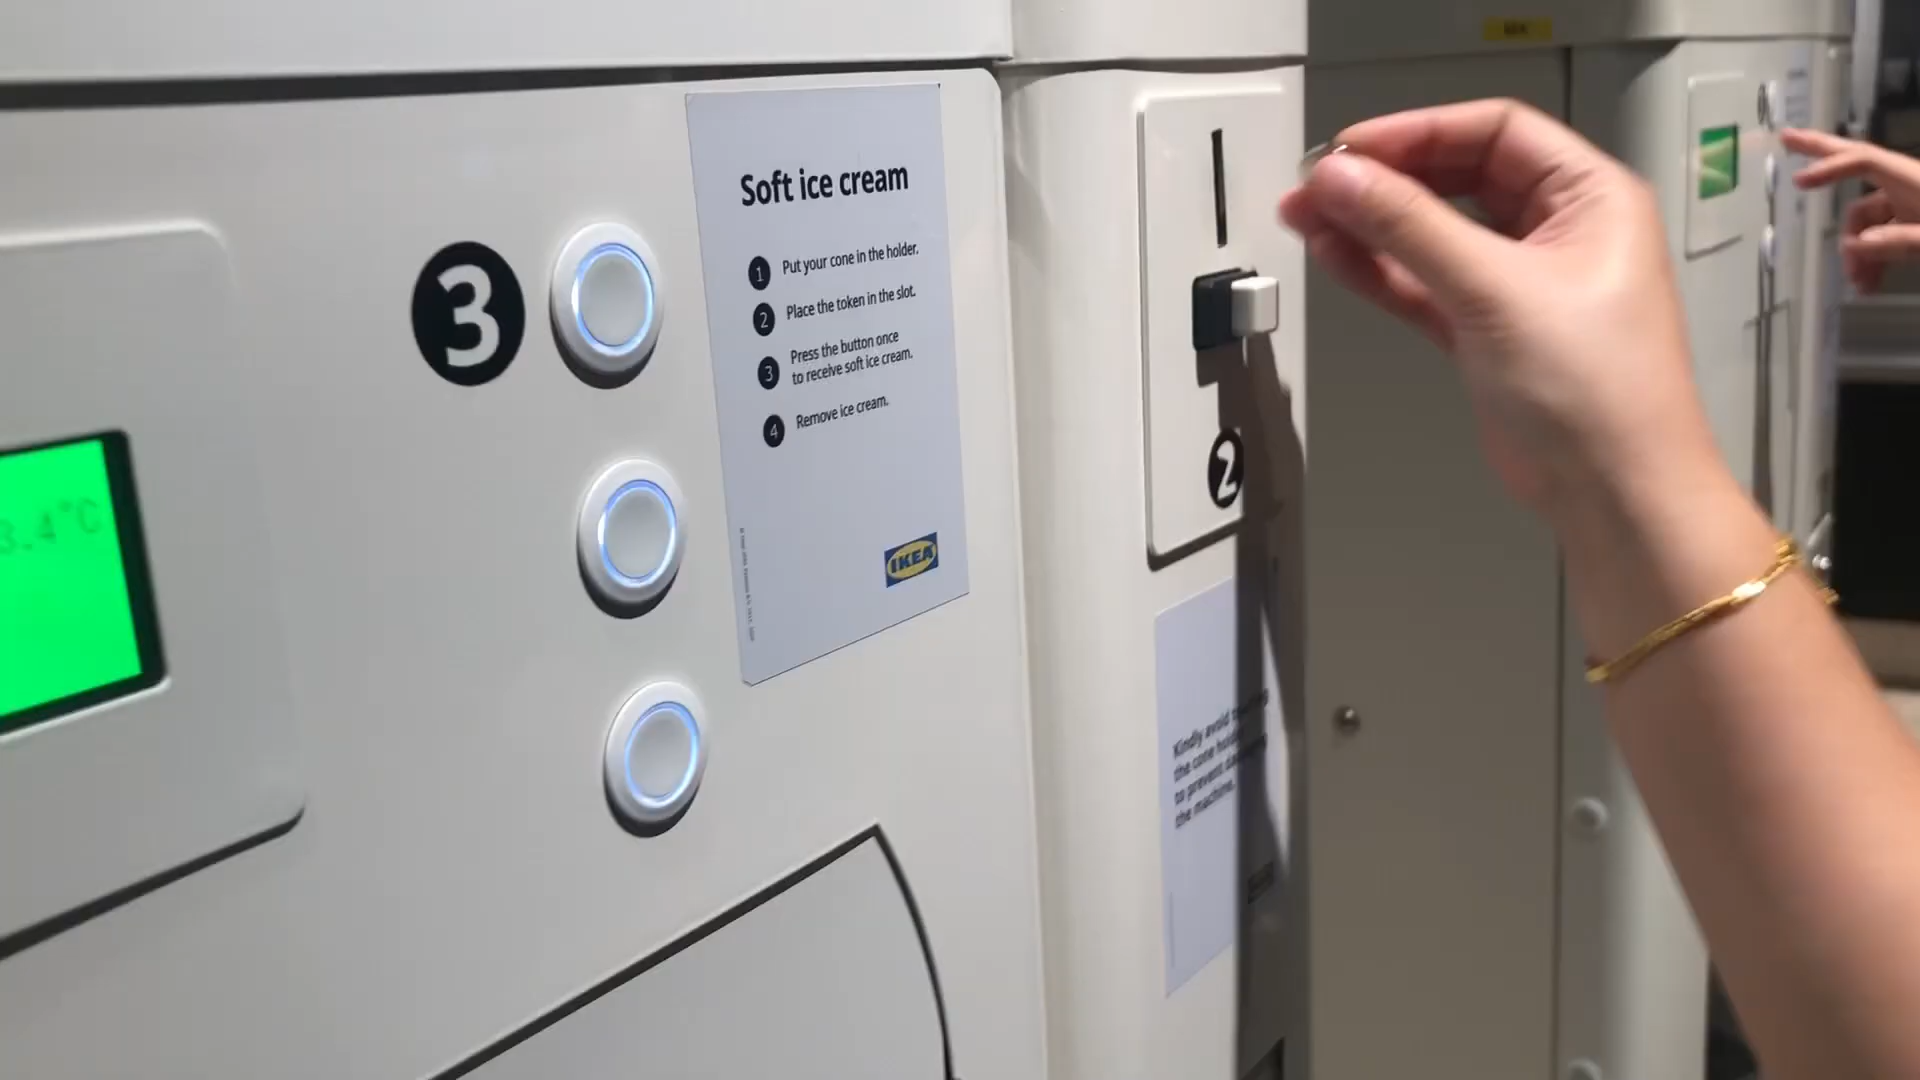 3.4°C
3
Soft ice cream
1 Put your cone in the holder.
2 Place the token in the slot.
3 Press the button once
to receive soft ice cream.
4 Remove ice cream.
IKEA
2
Kindly avoid
the cone
to prevent
the machine.